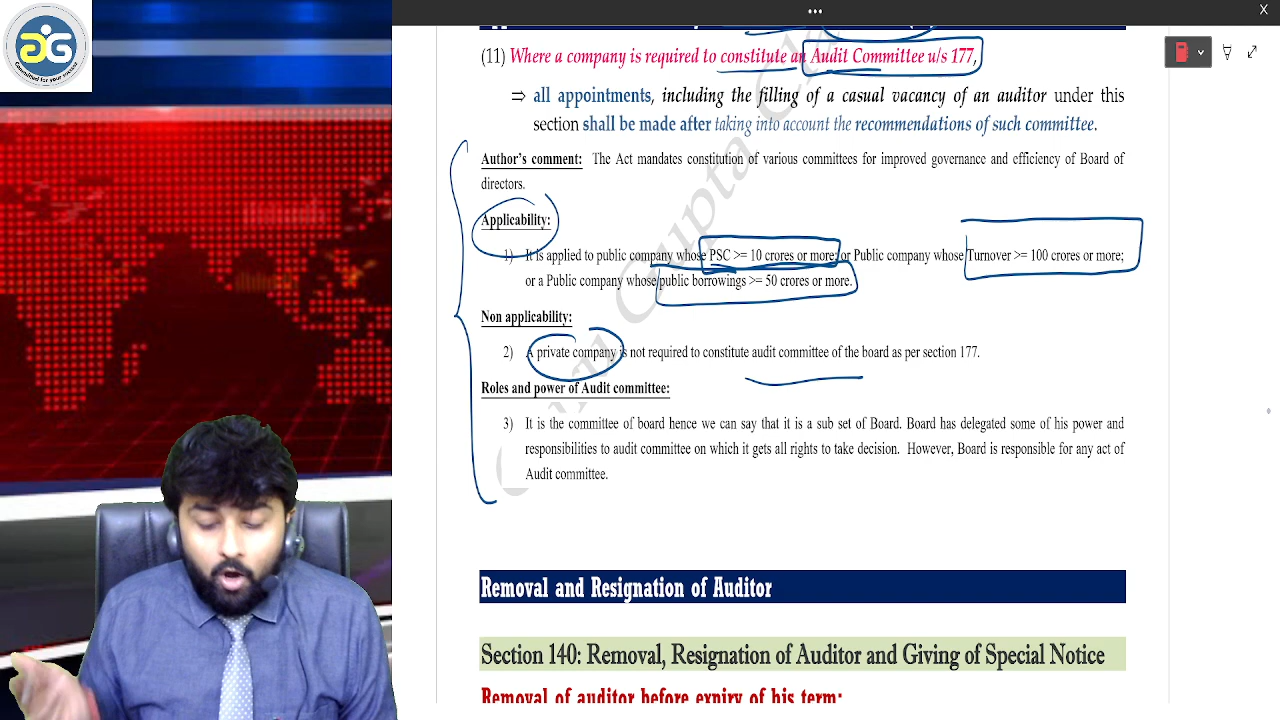 X
(11) Where a company is required to constitute an Audit Committee u/s 177,
⇒ all appointments, including the filling of a casual vacancy of an auditor under this
section shall be made after taking into account the recommendations of such committee.
Author's comment: The Act mandates constitution of various committees for improved governance and efficiency of Board of
directors.
Applicability:
1) It is applied to public company whose PSC >= 10 crores or more; or Public company whose Turnover >= 100 crores or more;
or a Public company whose public borrowings >= 50 crores or more.
Non applicability:
2) A private company is not required to constitute audit committee of the board as per section 177.
Roles and power of Audit committee:
3) It is the committee of board hence we can say that it is a sub set of Board. Board has delegated some of his power and
responsibilities to audit committee on which it gets all rights to take decision. However, Board is responsible for any act of
Audit committee.
Removal and Resignation of Auditor
Section 140: Removal, Resignation of Auditor and Giving of Special Notice
Removal of auditor before expiry of his term:
Gupta